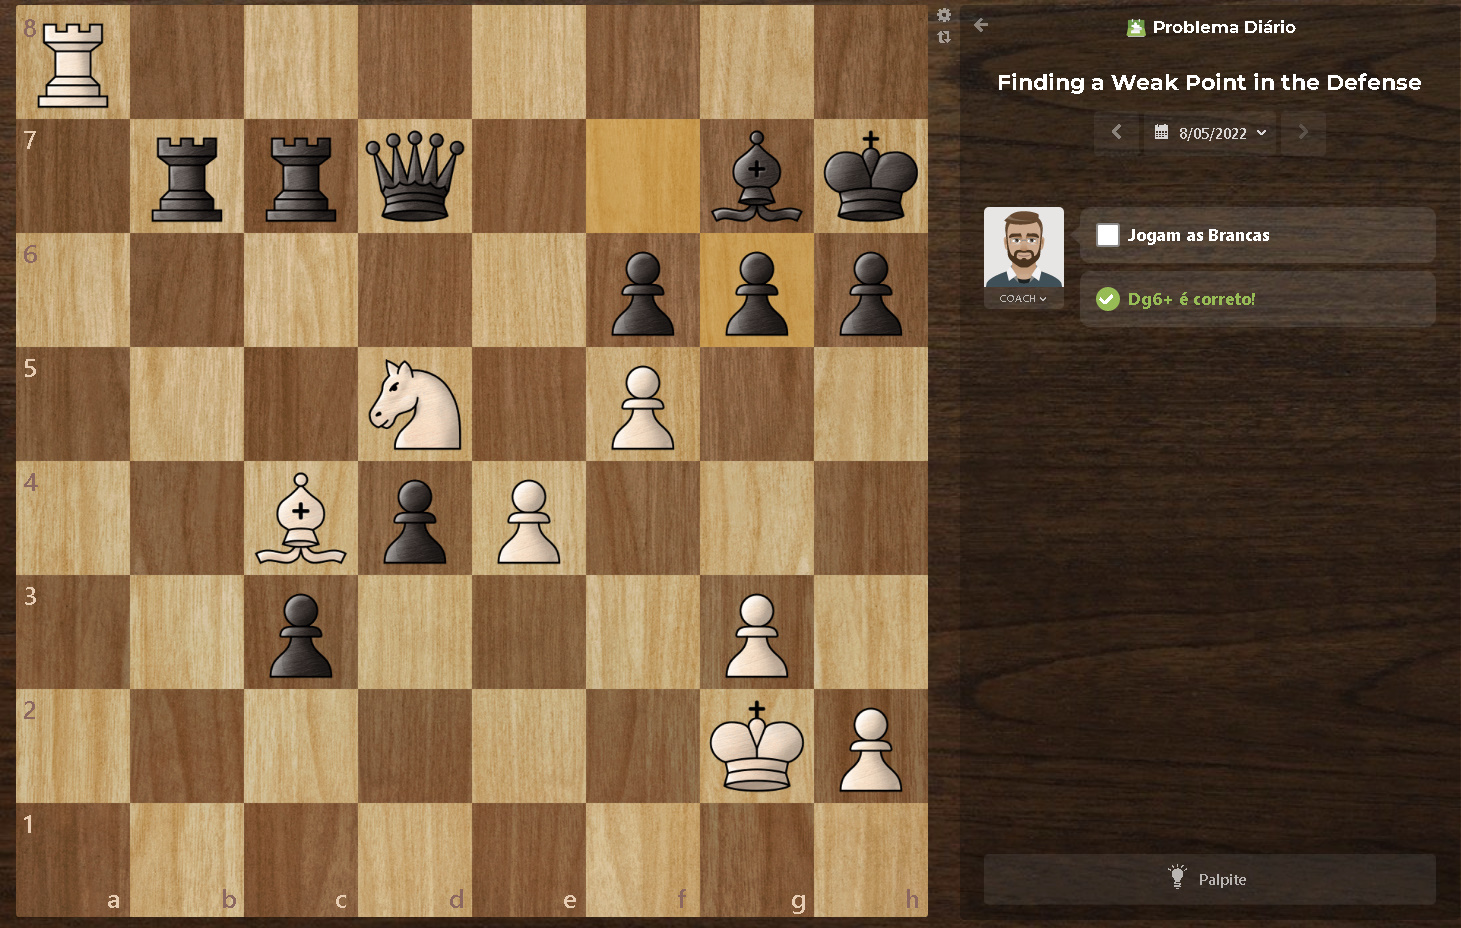 8
7
6
5
4
3
2
1
a b c d e f g h
Problema Diário
Finding a Weak Point in the Defense
8/05/2022
Jogam as Brancas
COACH
Dg6+ é correto!
Palpite